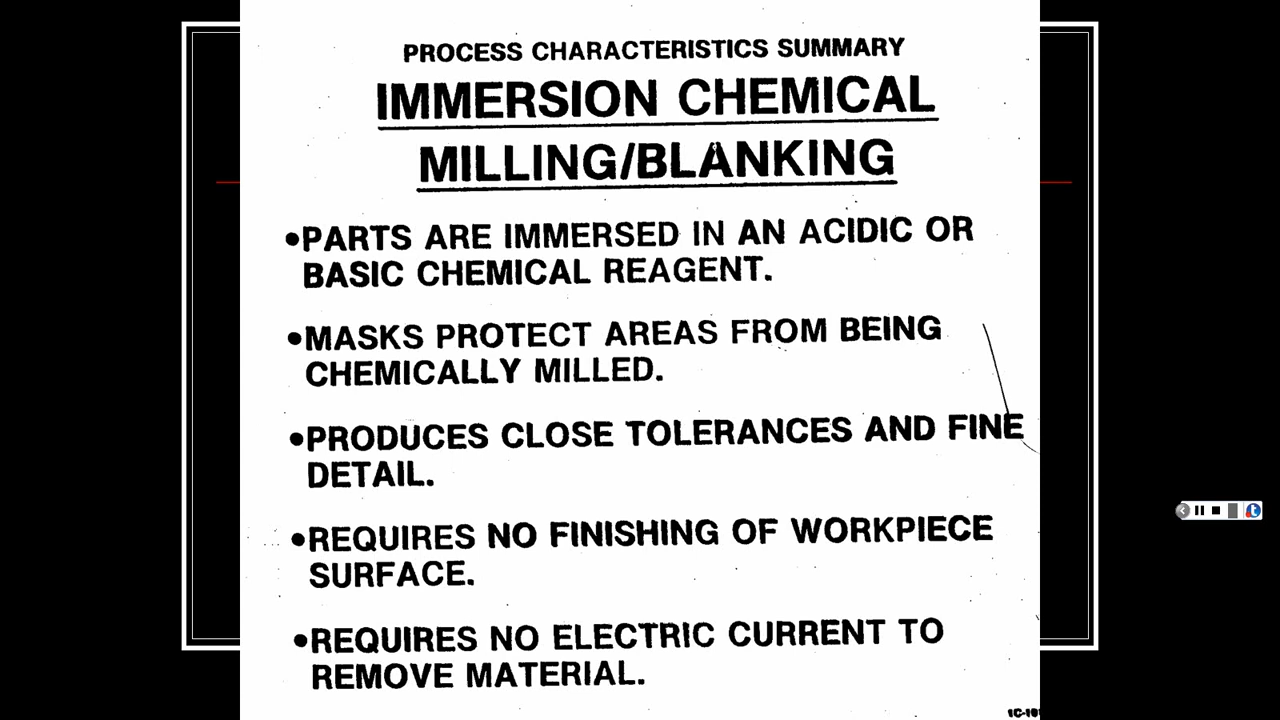 PROCESS CHARACTERISTICS SUMMARY
IMMERSION CHEMICAL
MILLING/BLANKING
•PARTS ARE IMMERSED IN AN ACIDIC OR
BASIC CHEMICAL REAGENT.
•MASKS PROTECT AREAS FROM BEING
CHEMICALLY MILLED.
•PRODUCES CLOSE TOLERANCES AND FINE
DETAIL.
•REQUIRES NO FINISHING OF WORKPIECE
SURFACE.
•REQUIRES NO ELECTRIC CURRENT TO
REMOVE MATERIAL.